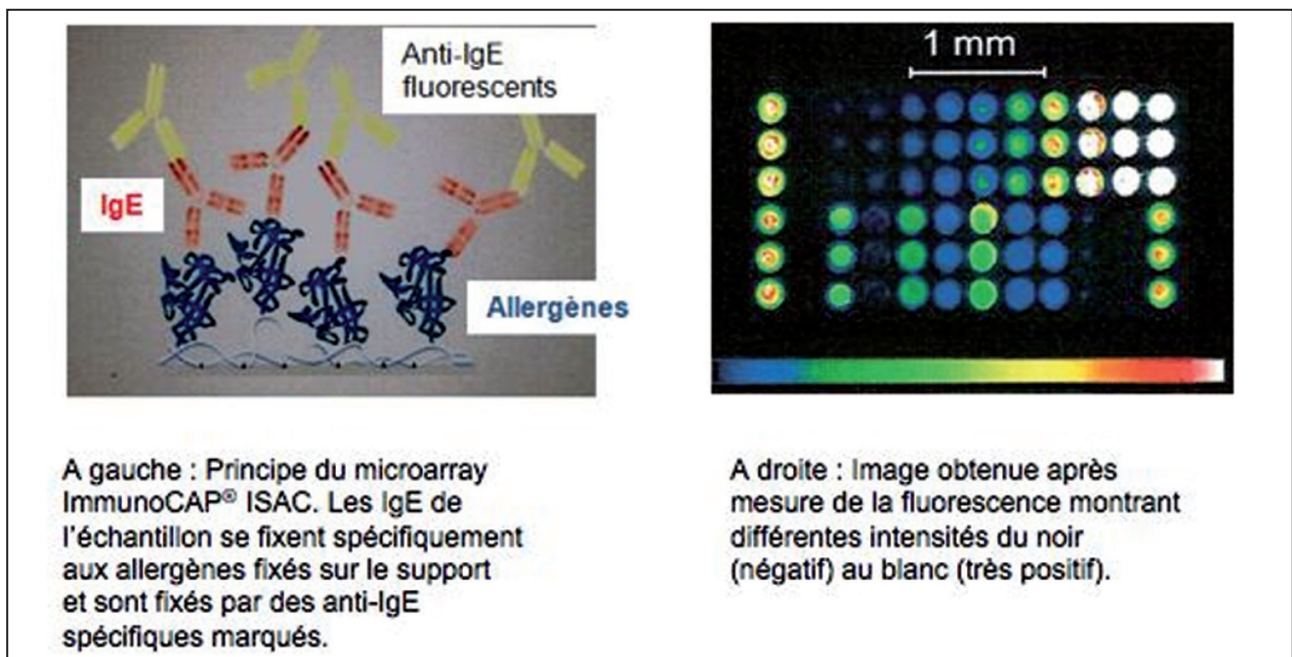 Anti-IgE
fluorescents
IgE
Allergènes
1 mm
A gauche : Principe du microarray
ImmunoCAP® ISAC. Les IgE de
l'échantillon se fixent spécifiquement
aux allergènes fixés sur le support
et sont fixés par des anti-IgE
spécifiques marqués.
A droite : Image obtenue après
mesure de la fluorescence montrant
différentes intensités du noir
(négatif) au blanc (très positif).